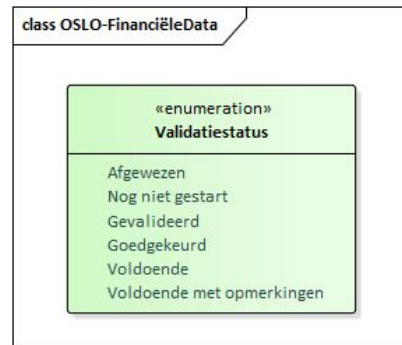 class OSLO-FinanciëleData
«enumeration»
Validatiestatus
Afgewezen
Nog niet gestart
Gevalideerd
Goedgekeurd
Voldoende
Voldoende met opmerkingen